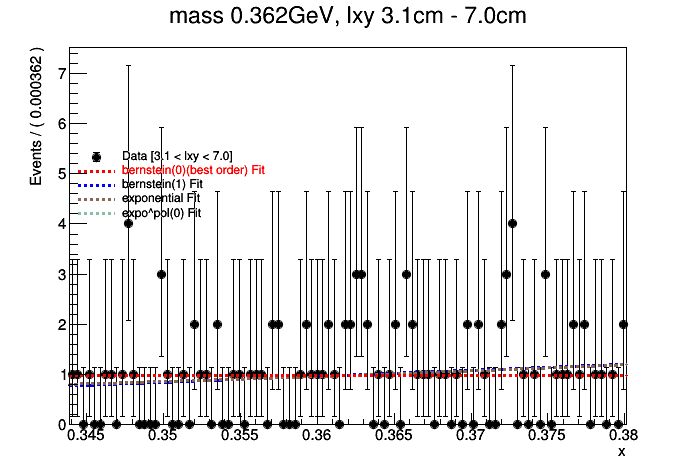 mass 0.362GeV, lxy 3.1cm - 7.0cm
Events / ( 0.000362 )
7
6
5
4
3
2
1
0
Data [3.1 < lxy < 7.0]
bernstein(0)(best order) Fit
bernstein(1) Fit
exponential Fit
expo^pol(0) Fit
0.345 0.35 0.355 0.36 0.365 0.37 0.375 0.38
x